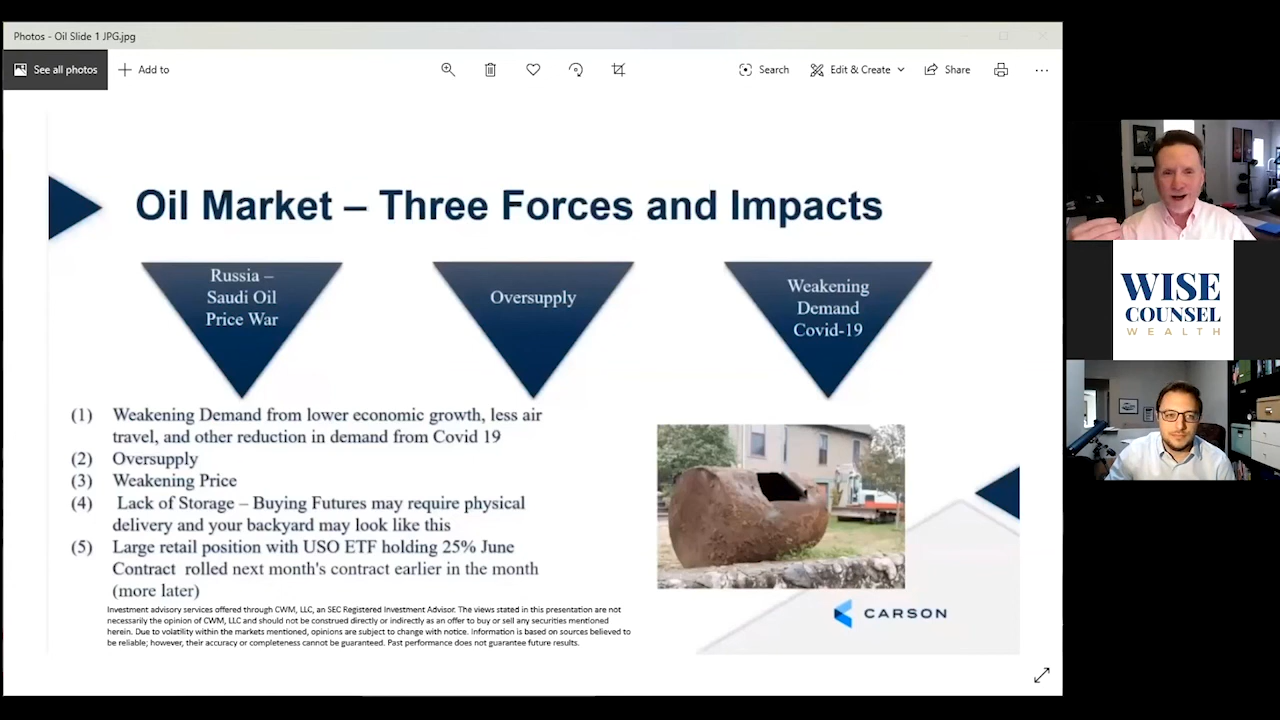 Photos - Oil Slide 1 JPG.jpg
See all photos
Add to
Search
Edit & Create
Share
Oil Market – Three Forces and Impacts
Russia –
Saudi Oil
Price War
Oversupply
Weakening
Demand
Covid-19
(1) Weakening Demand from lower economic growth, less air
travel, and other reduction in demand from Covid 19
(2) Oversupply
(3) Weakening Price
(4) Lack of Storage – Buying Futures may require physical
delivery and your backyard may look like this
(5) Large retail position with USO ETF holding 25% June
Contract rolled next month's contract earlier in the month
(more later)
Investment advisory services offered through CWM, LLC, an SEC Registered Investment Advisor. The views stated in this presentation are not
necessarily the opinion of CWM, LLC and should not be construed directly or indirectly as an offer to buy or sell any securities mentioned
herein. Due to volatility within the markets mentioned, opinions are subject to change with notice. Information is based on sources believed to
be reliable; however, their accuracy or completeness cannot be guaranteed. Past performance does not guarantee future results.
CARSON
WISE
COUNSEL
WEALTH